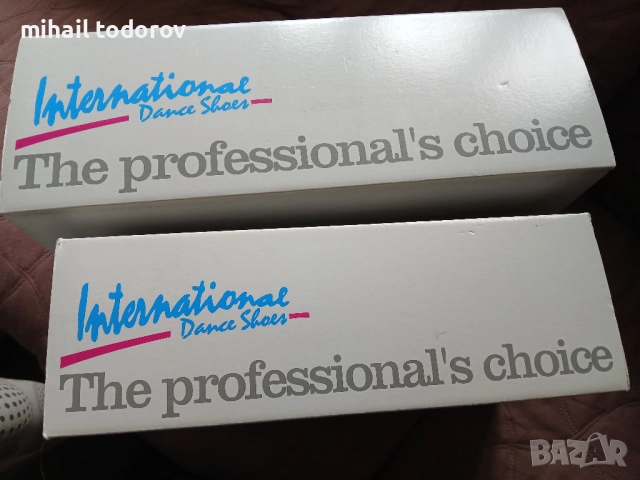 mihail todorov
International
Dance Shoes
The professional's choice
International
Dance Shoes
The professional's choice
BAZAR